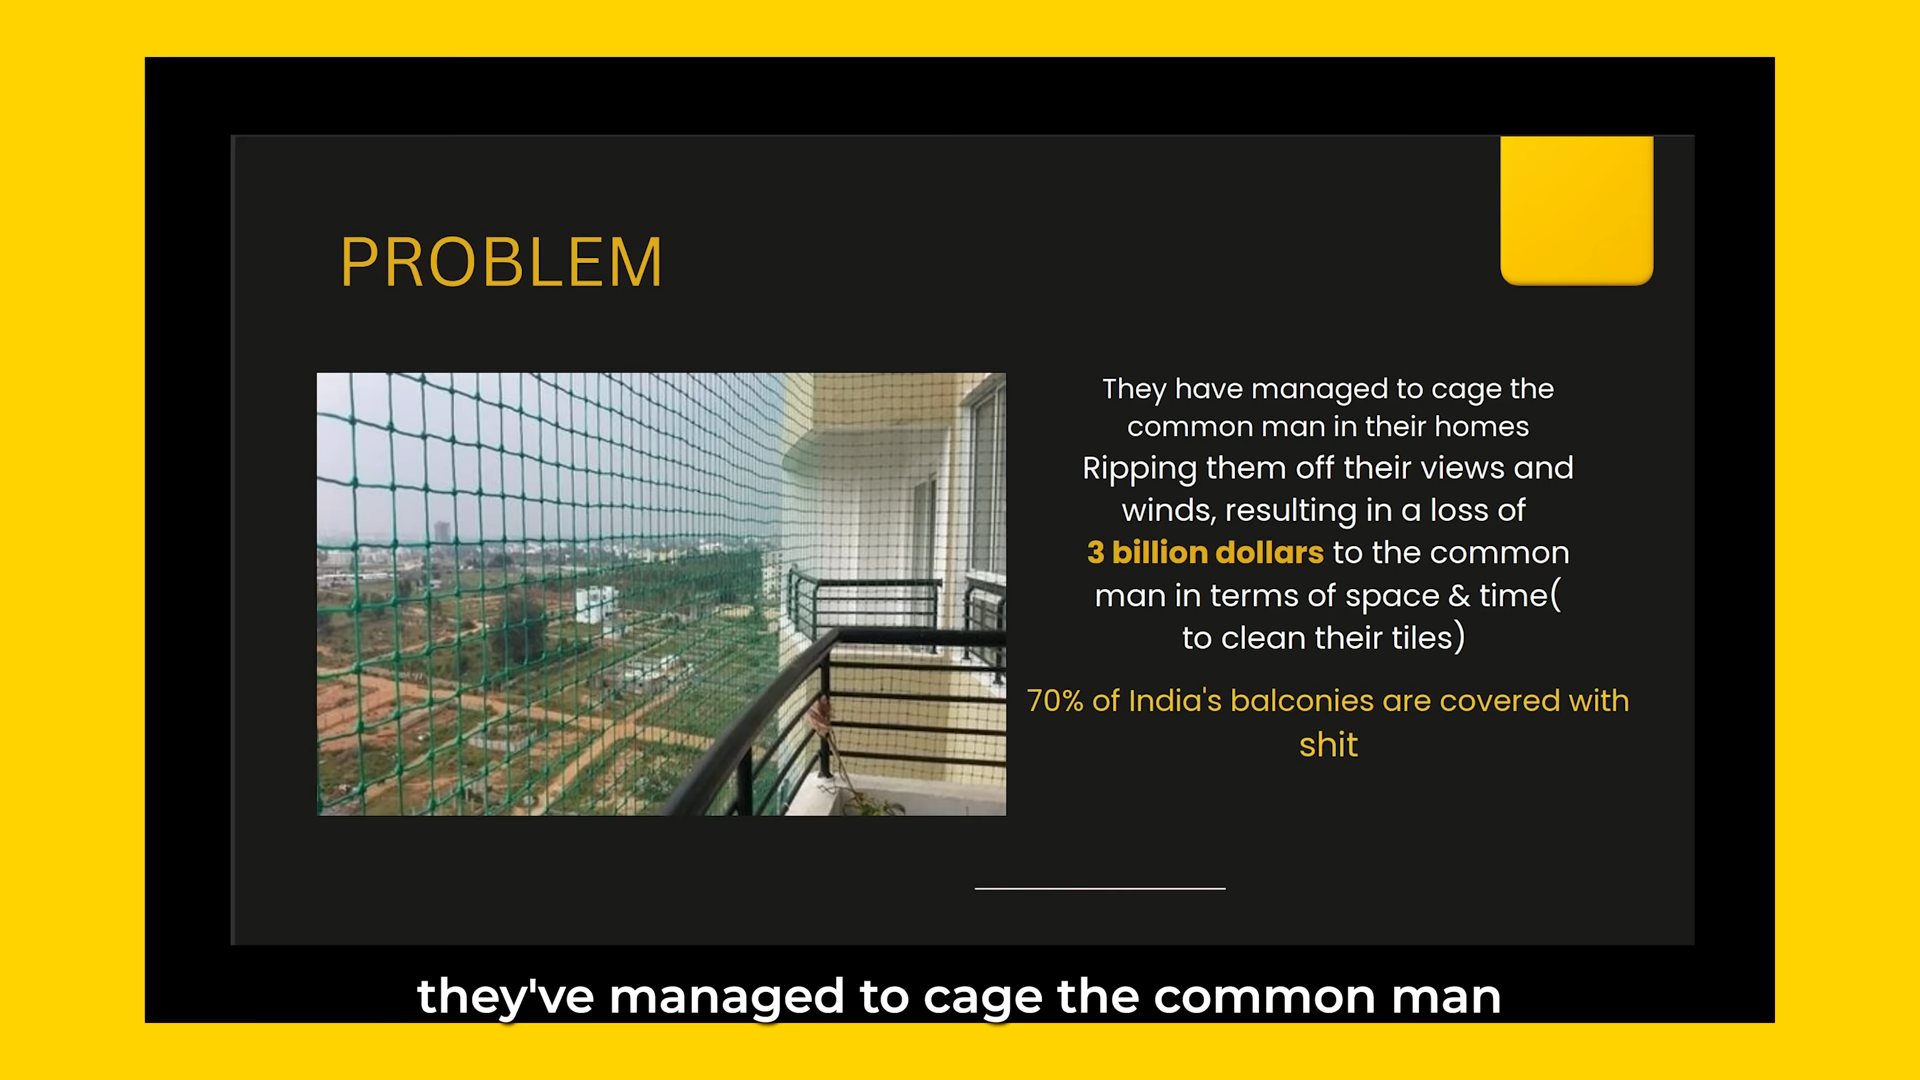 PROBLEM
They have managed to cage the
common man in their homes
Ripping them off their views and
winds, resulting in a loss of
3 billion dollars to the common
man in terms of space & time(
to clean their tiles)
70% of India's balconies are covered with
shit
they've managed to cage the common man